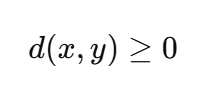 d(x, y) ≥ 0